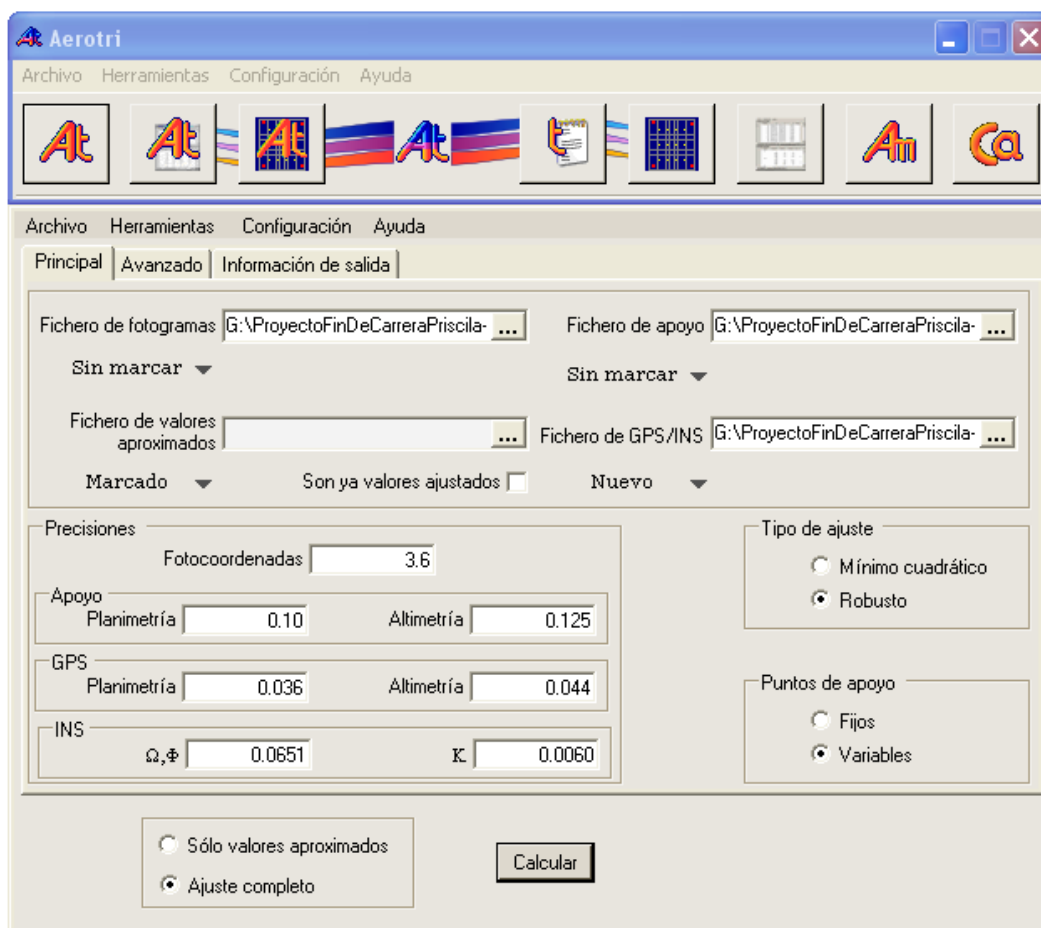 Aerotri
Archivo Herramientas Configuración Ayuda
At At At At t Am Ca
Archivo Herramientas Configuración Ayuda
Principal Avanzado Información de salida
Fichero de fotogramas G:\ProyectoFinDeCarreraPriscila- ... Fichero de apoyo G:\ProyectoFinDeCarreraPriscila- ...
Sin marcar Sin marcar
Fichero de valores
aproximados ... Fichero de GPS/INS G:\ProyectoFinDeCarreraPriscila- ...
Marcado Son ya valores ajustados Nuevo
Precisiones Tipo de ajuste
Fotocoordenadas 3.6 Mínimo cuadrático
Apoyo Robusto
Planimetría 0.10 Altimetría 0.125
GPS
Planimetría 0.036 Altimetría 0.044 Puntos de apoyo
INS Fijos
Ω,Φ 0.0651 K 0.0060 Variables
Sólo valores aproximados
Calcular
Ajuste completo